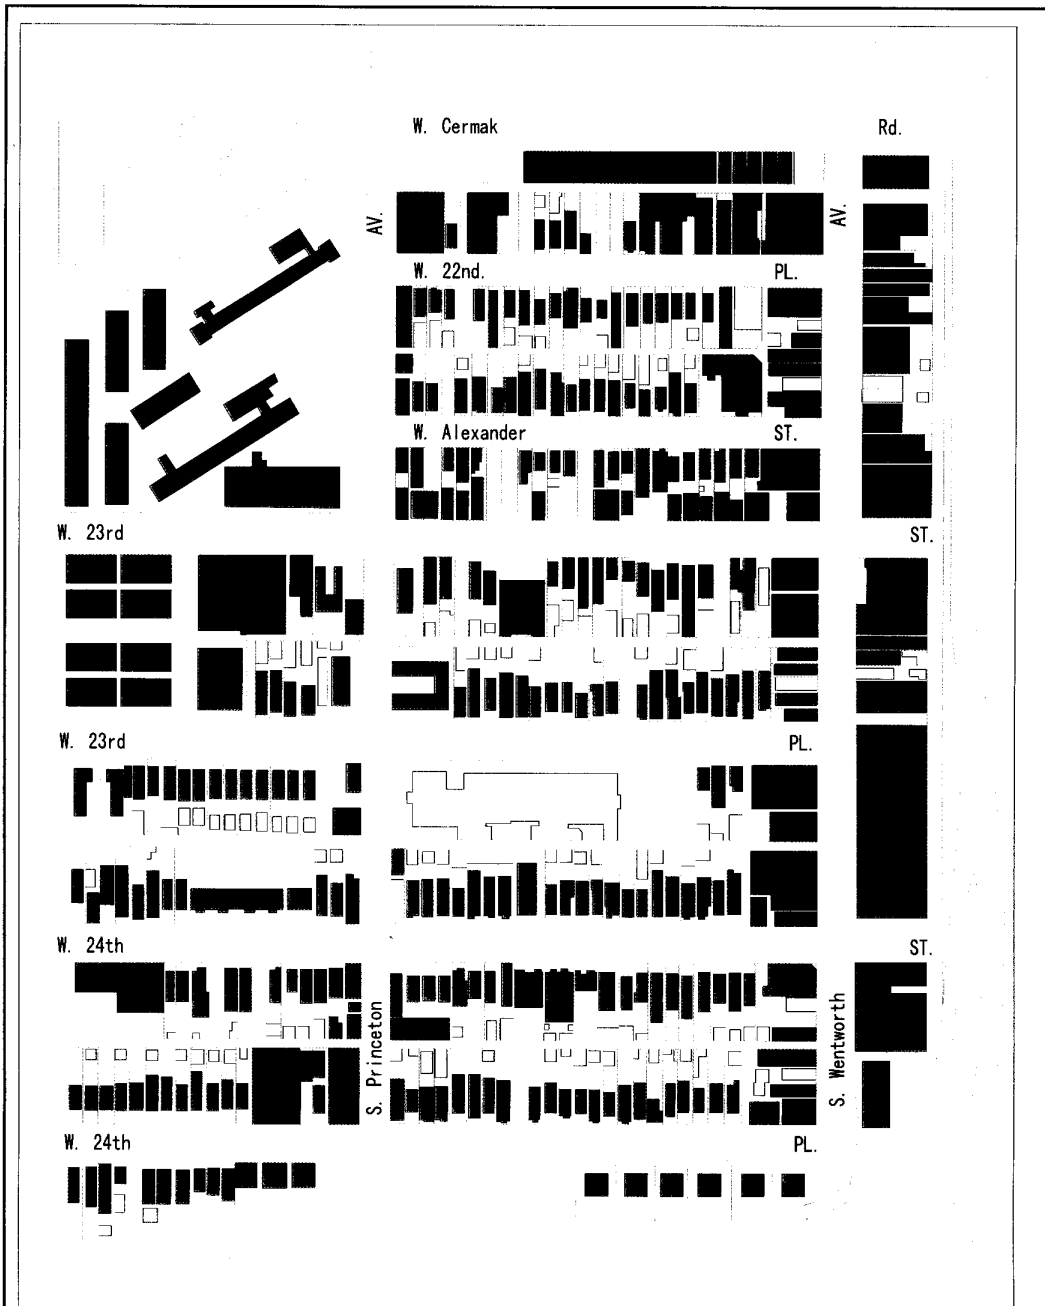 W. Cermak Rd.
AV. AV.
W. 22nd. PL.
W. Alexander ST.
W. 23rd ST.
W. 23rd PL.
W. 24th ST.
S. Princeton
S. Wentworth
W. 24th PL.